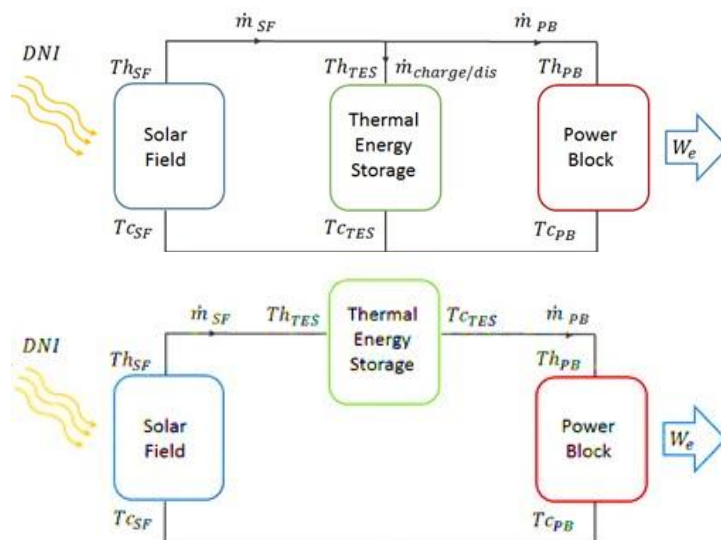 ṁ SF ṁ PB
DNI
Th_SF Th_TES ṁ_charge/dis Th_PB
Solar
Field
Thermal
Energy
Storage
Power
Block
W_e
Tc_SF Tc_TES Tc_PB
ṁ SF Th_TES Thermal
Energy
Storage
Tc_TES ṁ PB
DNI
Th_SF Th_PB
Solar
Field
Power
Block
W_e
Tc_SF Tc_PB